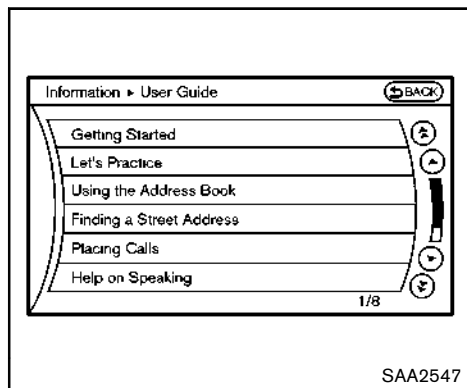 Information ▸ User Guide
BACK
Getting Started
Let's Practice
Using the Address Book
Finding a Street Address
Placing Calls
Help on Speaking
1/8
SAA2547